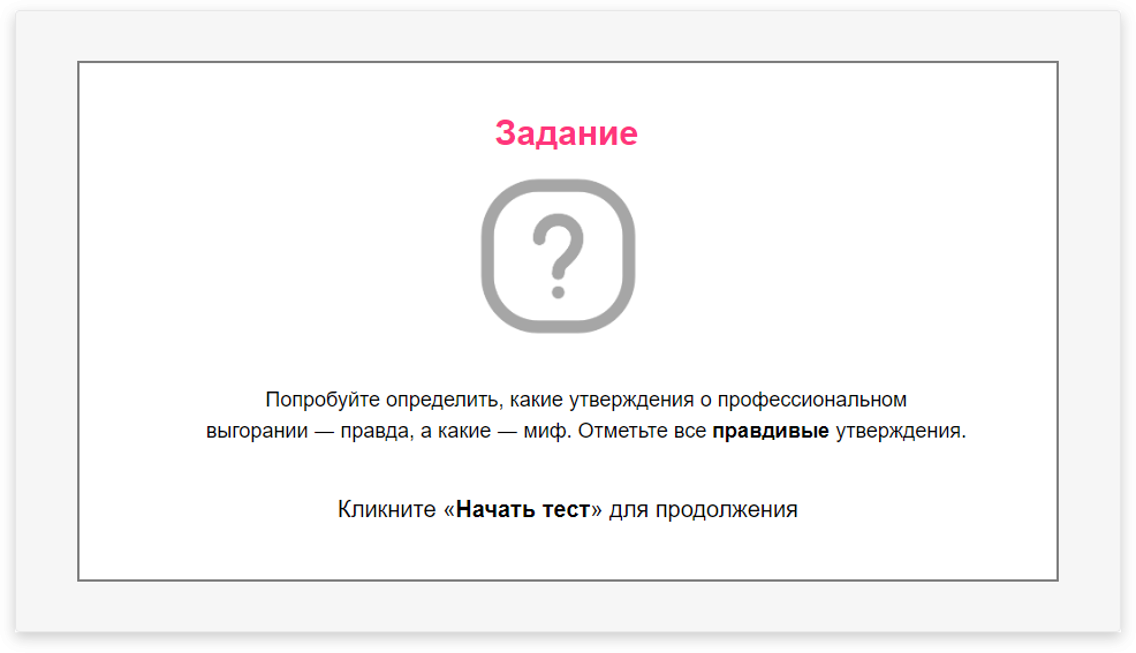 Задание
?
Попробуйте определить, какие утверждения о профессиональном
выгорании — правда, а какие — миф. Отметьте все правдивые утверждения.
Кликните «Начать тест» для продолжения